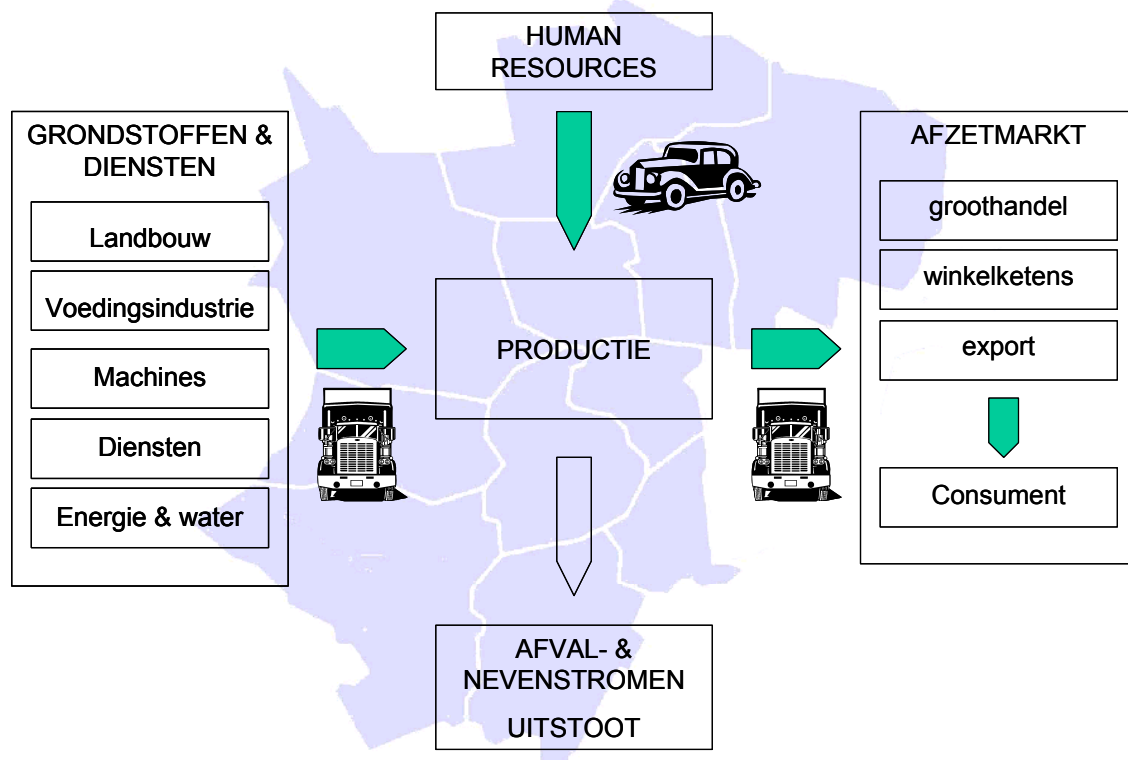 HUMAN
RESOURCES
GRONDSTOFFEN &
DIENSTEN
Landbouw
Voedingsindustrie
Machines
Diensten
Energie & water
PRODUCTIE
AFZETMARKT
groothandel
winkelketens
export
Consument
AFVAL- &
NEVENSTROMEN
UITSTOOT